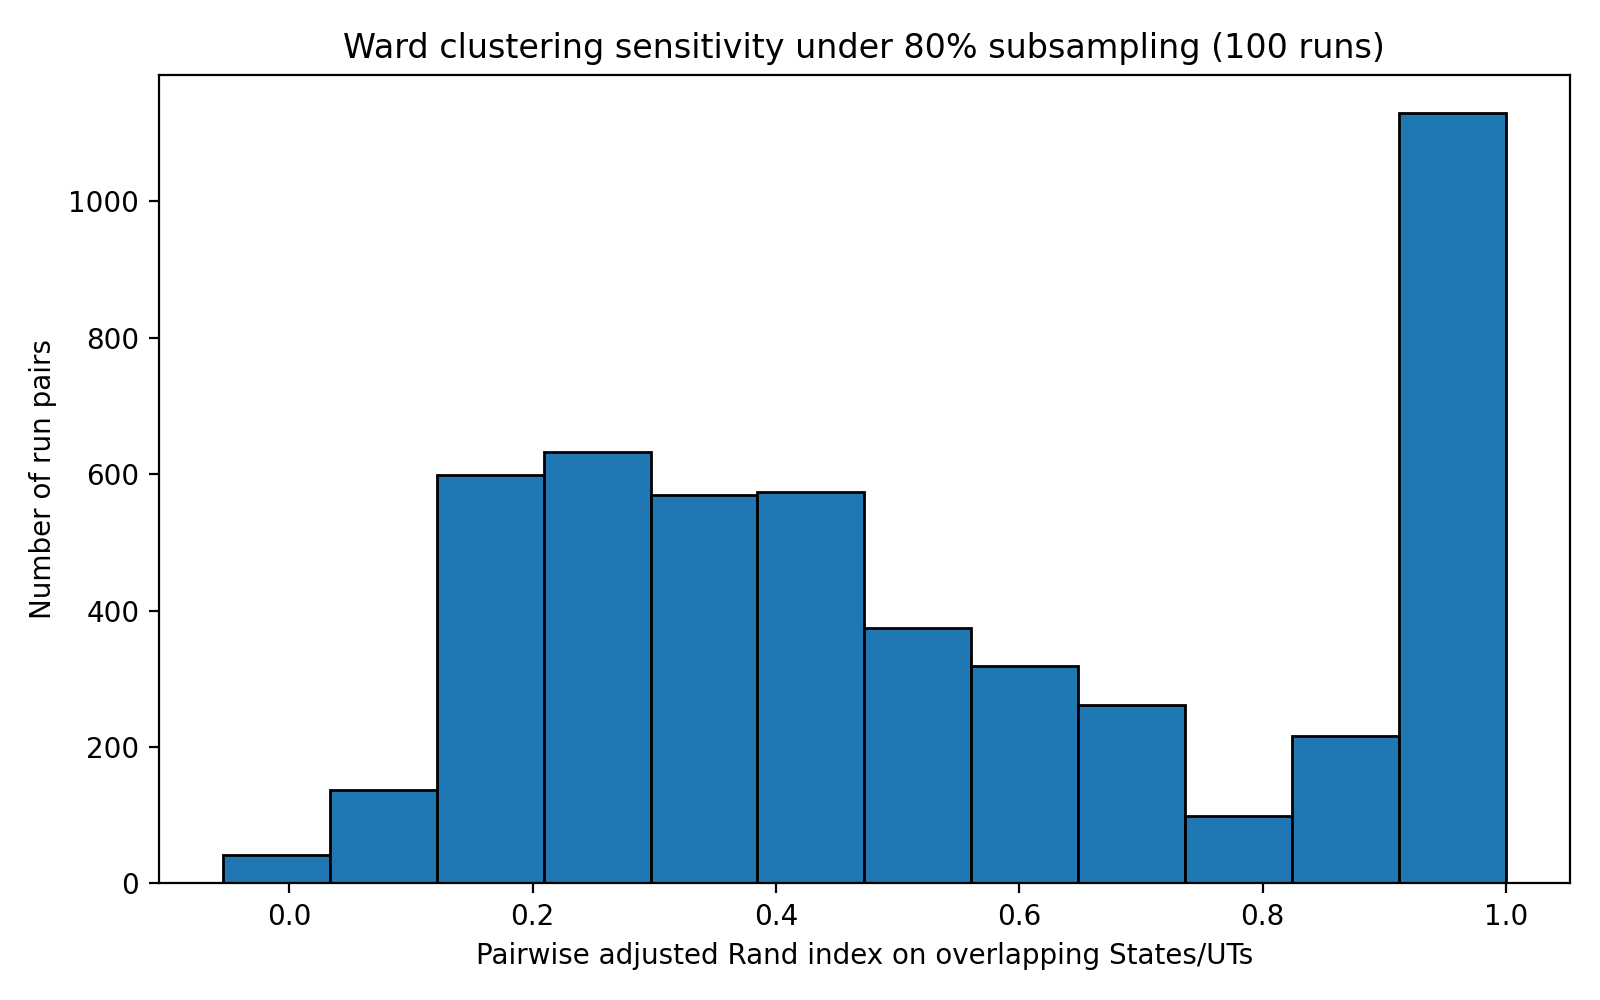 Ward clustering sensitivity under 80% subsampling (100 runs)
Number of run pairs
1000
800
600
400
200
0
0.0 0.2 0.4 0.6 0.8 1.0
Pairwise adjusted Rand index on overlapping States/UTs